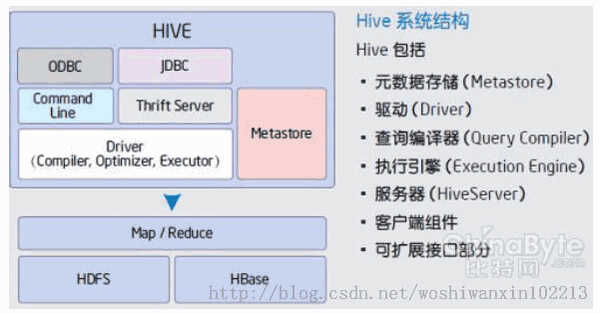 HIVE
ODBC
JDBC
Command
Line
Thrift Server
Driver
(Compiler, Optimizer, Executor)
Metastore
Map / Reduce
HDFS
HBase
Hive 系统结构
Hive 包括
· 元数据存储(Metastore)
· 驱动(Driver)
· 查询编译器(Query Compiler)
· 执行引擎(Execution Engine)
· 服务器(HiveServer)
· 客户端组件
· 可扩展接口部分
ChinaByte
比特网.com
http://blog.csdn.net/woshiwanxin102213